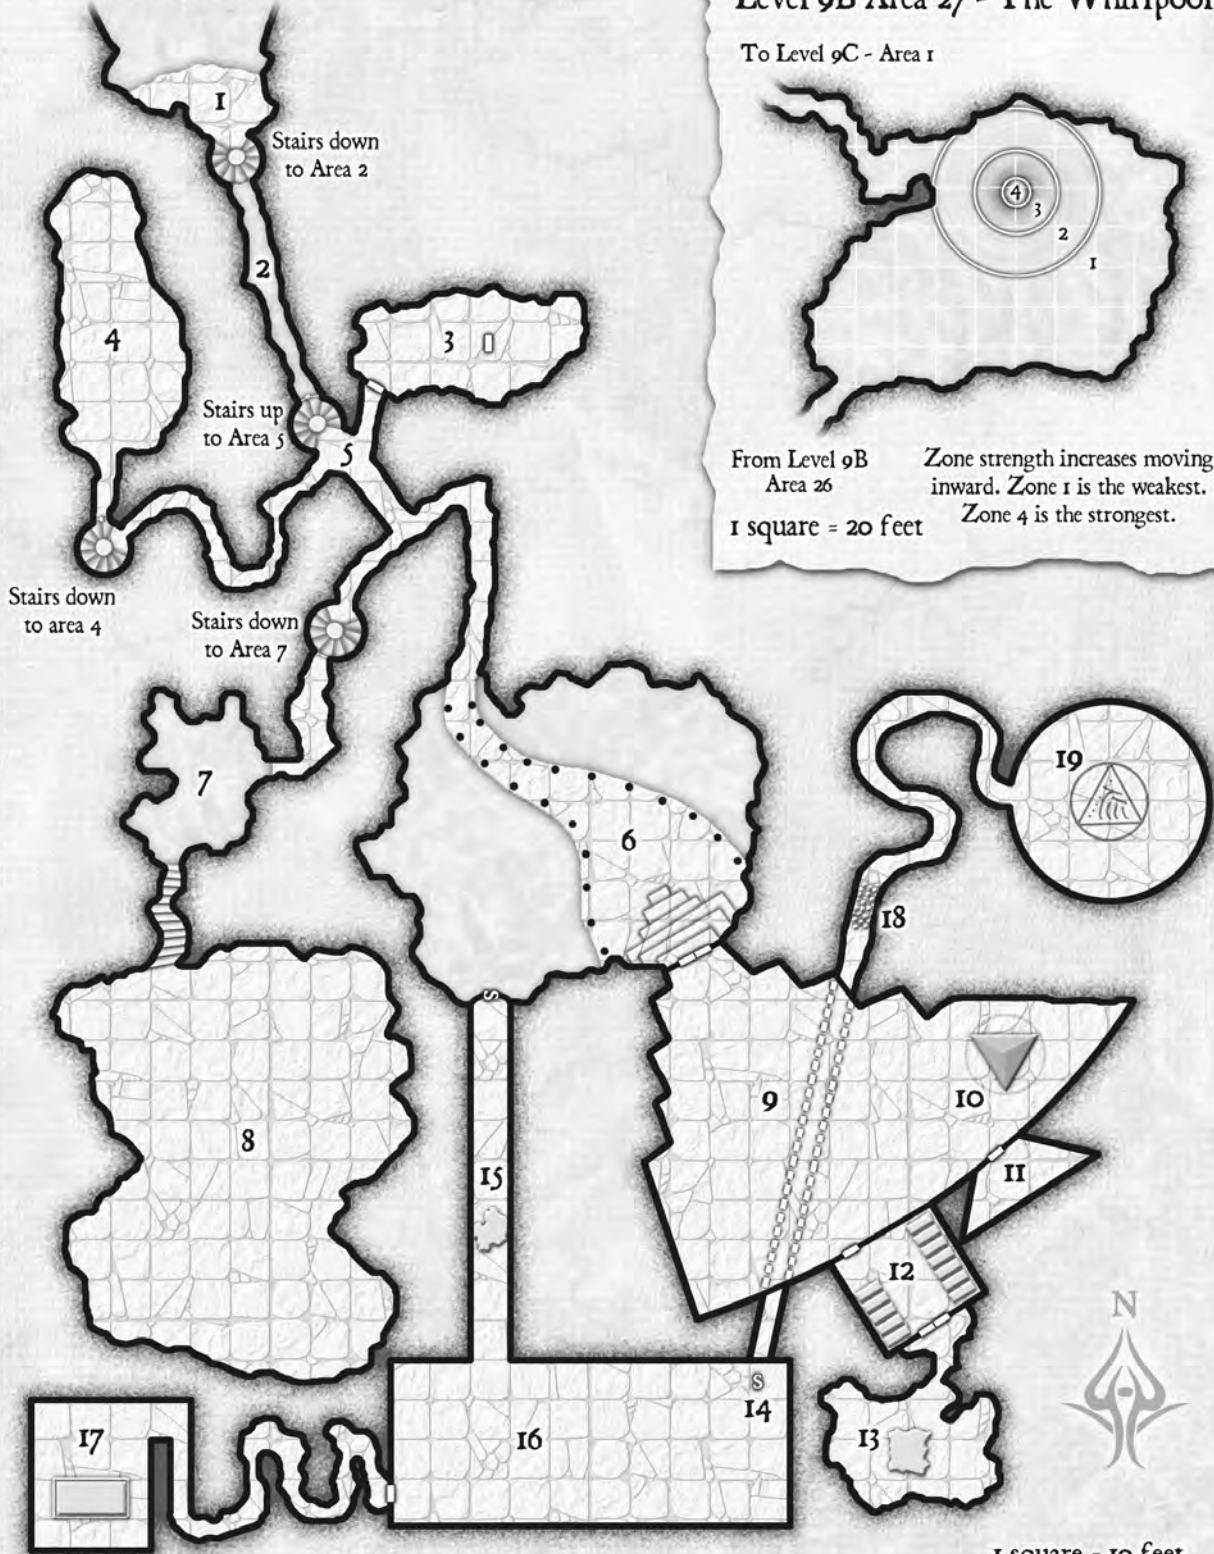 Level 9B Area 27 - The Whirlpool
To Level 9C - Area 1
1
Stairs down
to Area 2
4
3
2
1
2
3
4
Stairs up
to Area 5
5
From Level 9B
Area 26
1 square = 20 feet
Zone strength increases moving
inward. Zone 1 is the weakest.
Zone 4 is the strongest.
Stairs down
to area 4
Stairs down
to Area 7
7
6
19
18
8
9
10
11
15
S
12
N
S
14
13
16
17
1 square = 10 feet